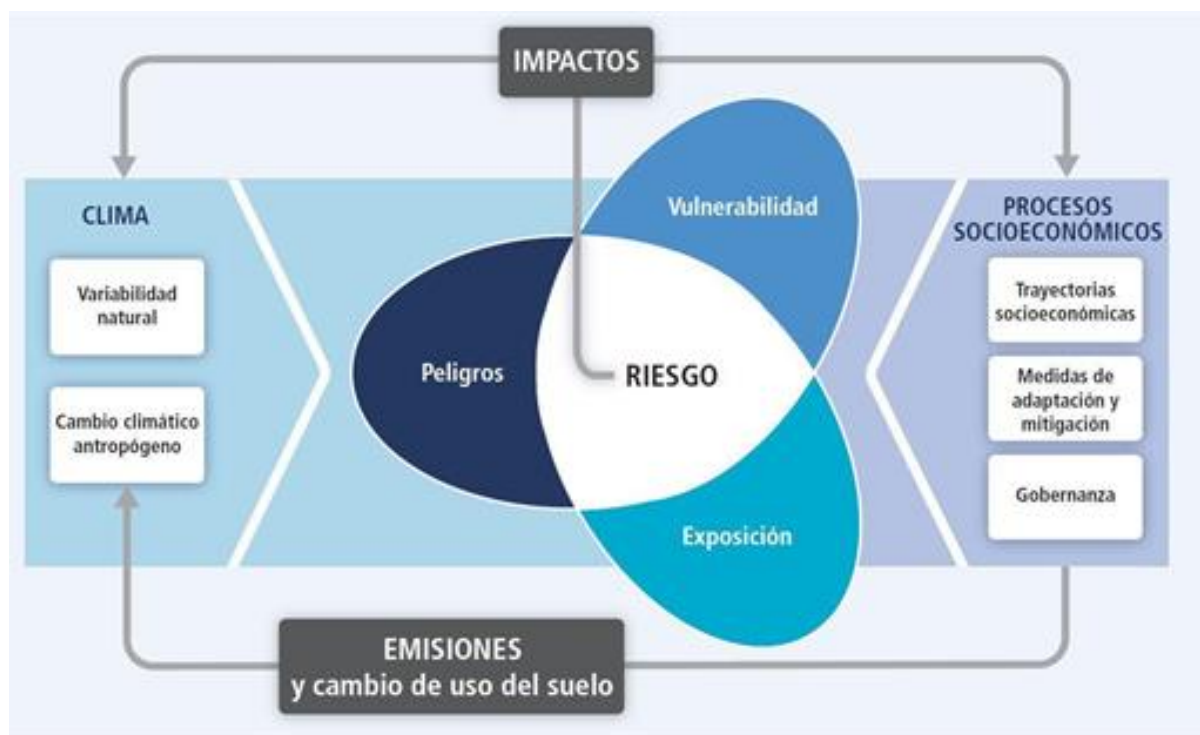 IMPACTOS
CLIMA
Variabilidad
natural
Cambio climático
antropógeno
Vulnerabilidad
Peligros
RIESGO
Exposición
PROCESOS
SOCIOECONÓMICOS
Trayectorias
socioeconómicas
Medidas de
adaptación y
mitigación
Gobernanza
EMISIONES
y cambio de uso del suelo